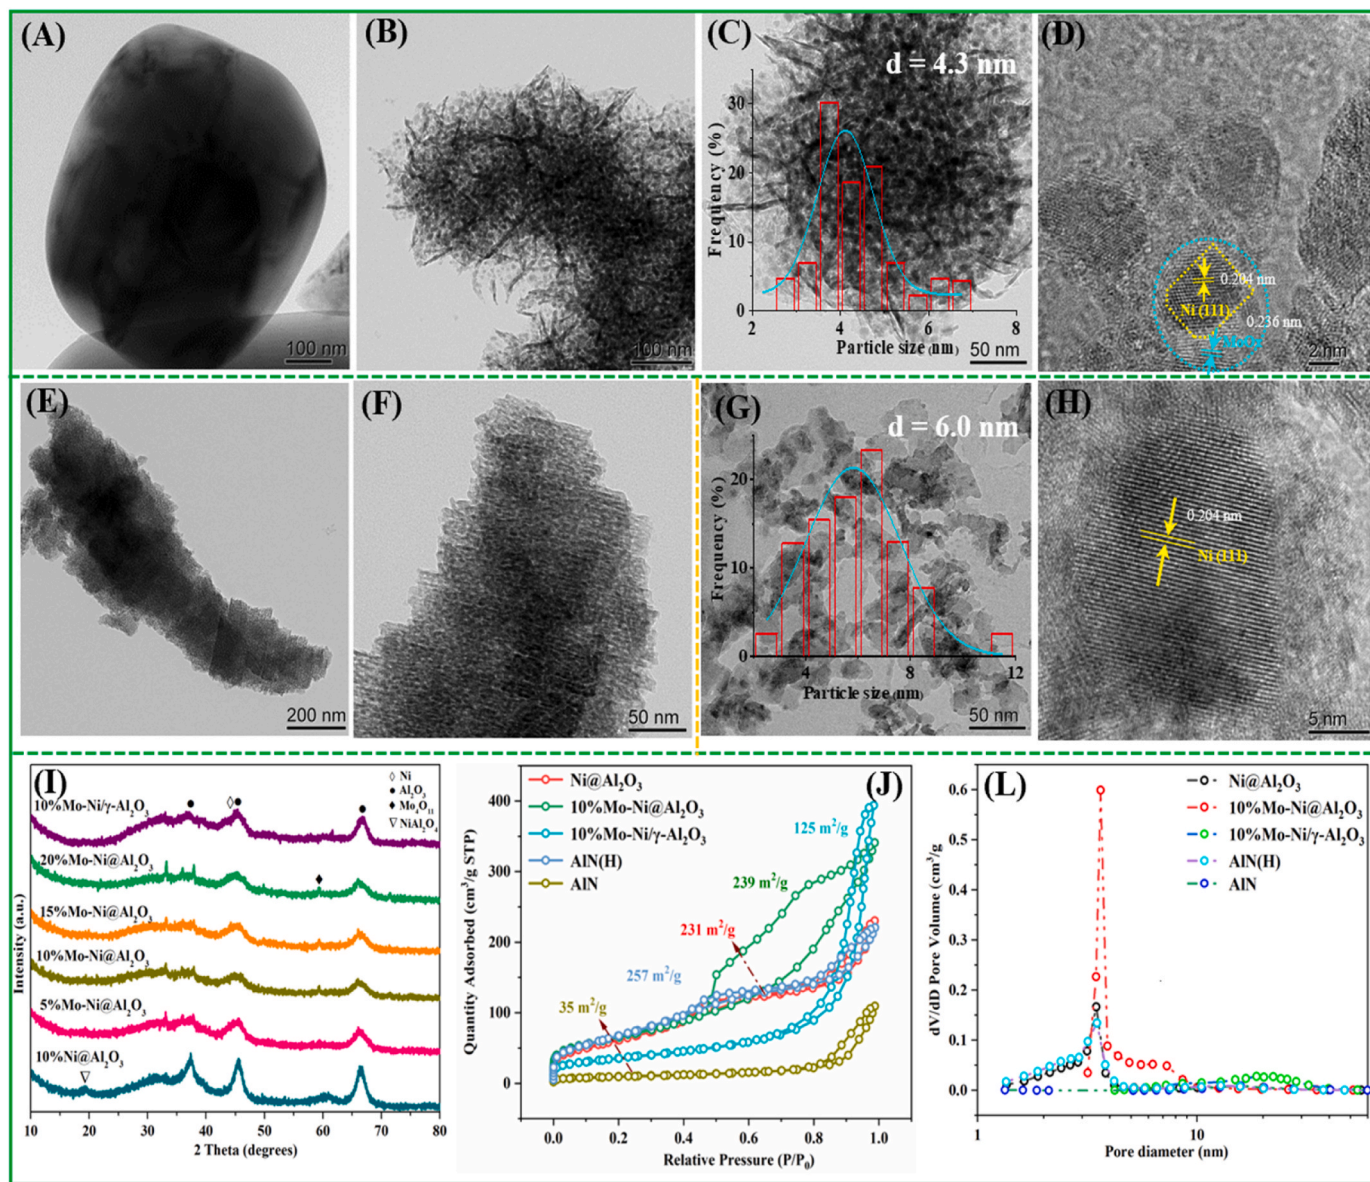 (A)
100 nm
(B)
100 nm
(C)
d = 4.3 nm
Frequency (%)
30
20
10
0
2
4
6
8
Particle size (nm)
50 nm
(D)
0.204 nm
Ni (111)
0.236 nm
2 nm
(E)
200 nm
(F)
50 nm
(G)
d = 6.0 nm
Frequency (%)
20
10
0
4
8
12
Particle size (nm)
50 nm
(H)
0.204 nm
Ni (111)
5 nm
(I)
◊ Ni
● Al₂O₃
◆ Mo₄O₁₁
▽ NiAl₂O₄
10%Mo-Ni/γ-Al₂O₃
20%Mo-Ni@Al₂O₃
15%Mo-Ni@Al₂O₃
10%Mo-Ni@Al₂O₃
5%Mo-Ni@Al₂O₃
10%Ni@Al₂O₃
Intensity (a.u.)
10
20
30
40
50
60
70
80
2 Theta (degrees)
(J)
Ni@Al₂O₃
10%Mo-Ni@Al₂O₃
10%Mo-Ni/γ-Al₂O₃
AlN(H)
AlN
125 m²/g
239 m²/g
231 m²/g
257 m²/g
35 m²/g
Quantity Adsorbed (cm³/g STP)
400
300
200
100
0
0.0
0.2
0.4
0.6
0.8
1.0
Relative Pressure (P/P₀)
(L)
Ni@Al₂O₃
10%Mo-Ni@Al₂O₃
10%Mo-Ni/γ-Al₂O₃
AlN(H)
AlN
dV/dD Pore Volume (cm³/g)
0.6
0.5
0.4
0.3
0.2
0.1
0.0
1
10
Pore diameter (nm)